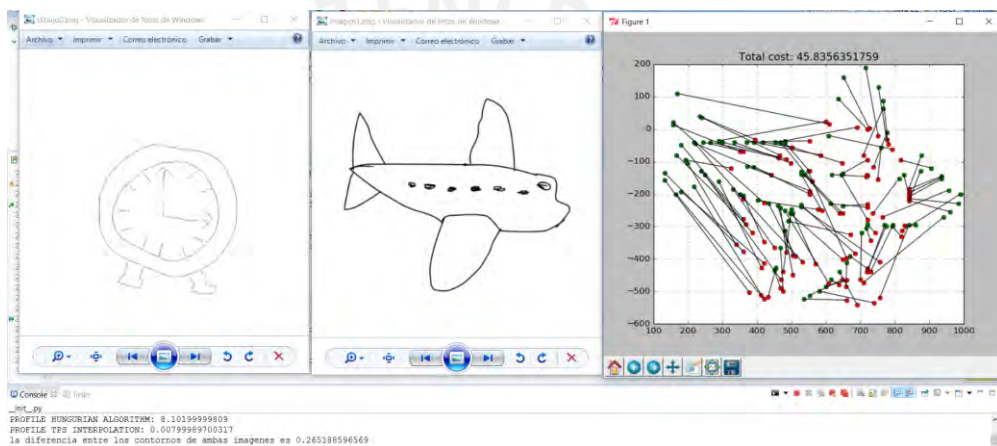 dibujo2.png - Visualizador de fotos de Windows
Archivo Imprimir Correo electrónico Grabar
Visualizador de fotos de Windows
Archivo Imprimir Correo electrónico Grabar
Figure 1
Total cost: 45.8356351759
200
100
0
−100
−200
−300
−400
−500
−600
100 200 300 400 500 600 700 800 900 1000
Console
__init__.py
PROFILE HUNGURIAN ALGORITHM: 8.10199999809
PROFILE TPS INTERPOLATION: 0.00799989700317
la diferencia entre los contornos de ambas imagenes es 0.265188596569